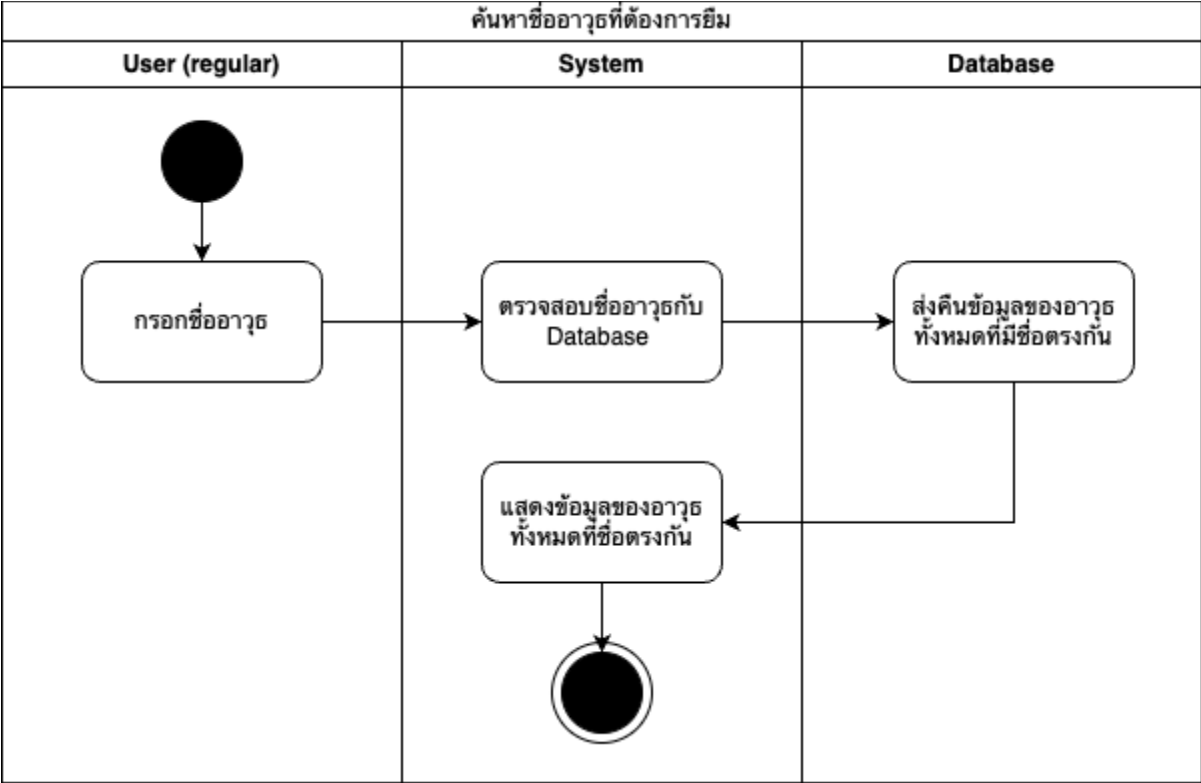 ค้นหาชื่ออาวุธที่ต้องการยืม
User (regular)
System
Database
กรอกชื่ออาวุธ
ตรวจสอบชื่ออาวุธกับ
Database
ส่งคืนข้อมูลของอาวุธ
ทั้งหมดที่มีชื่อตรงกัน
แสดงข้อมูลของอาวุธ
ทั้งหมดที่ชื่อตรงกัน